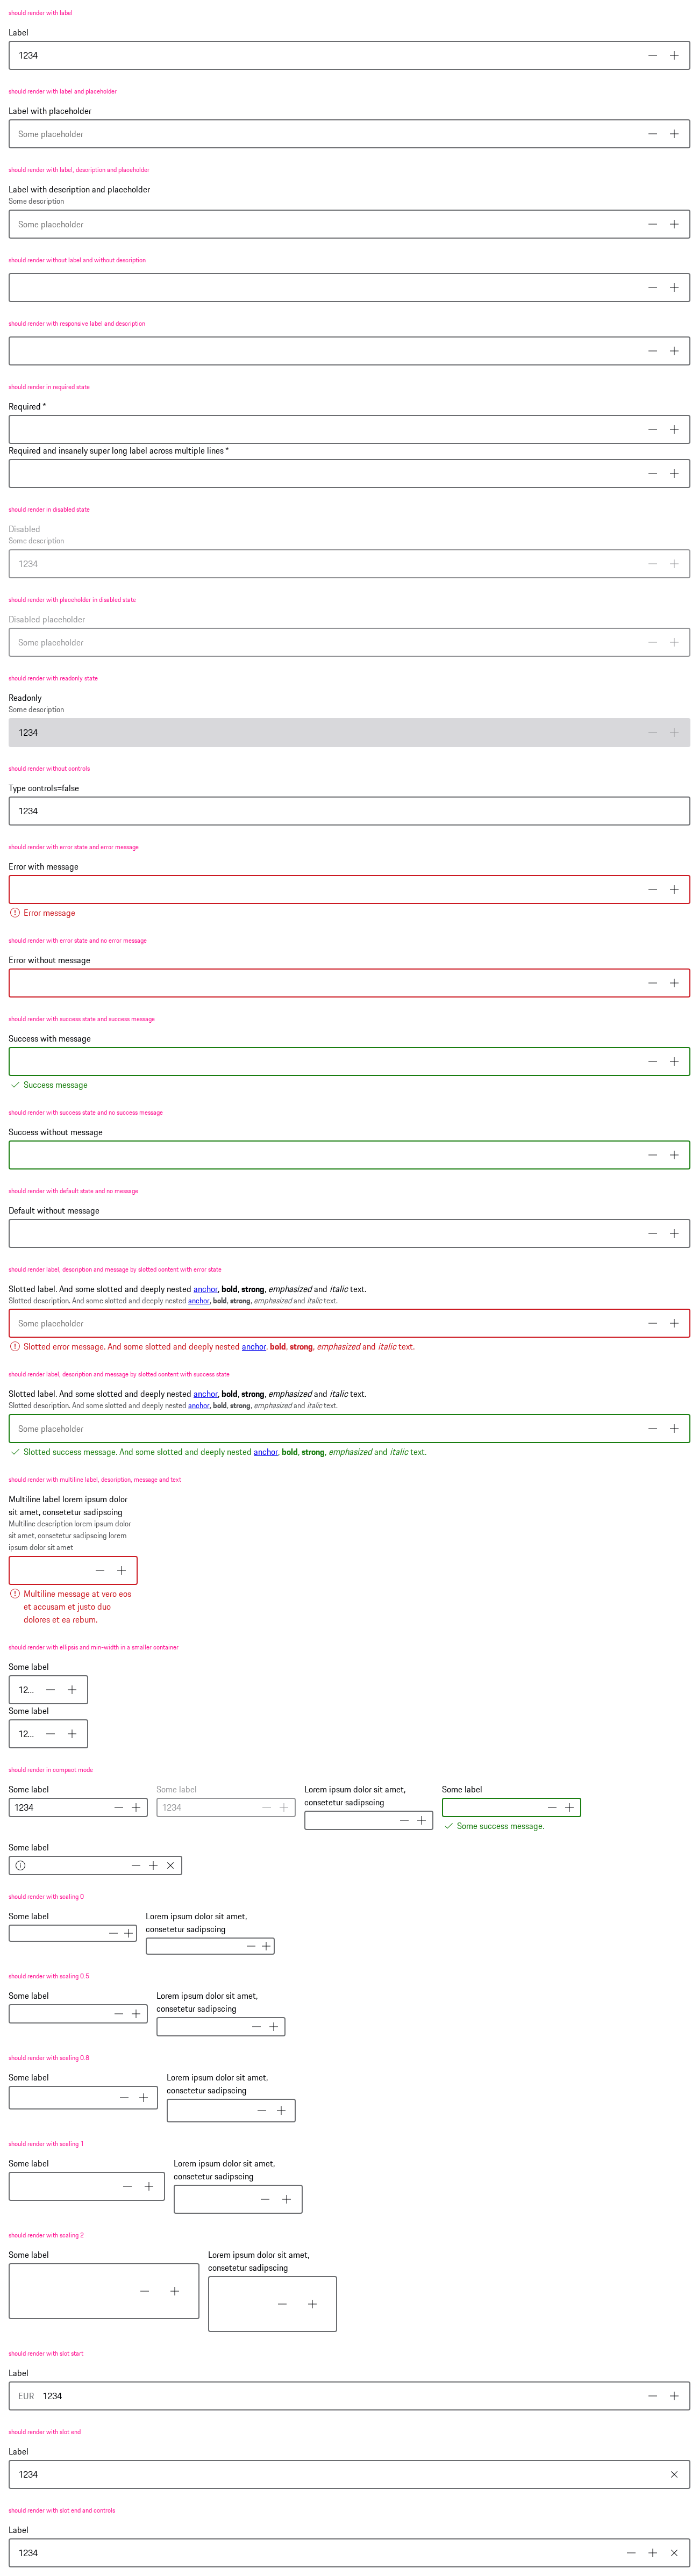 should render with label
Label
1234
should render with label and placeholder
Label with placeholder
Some placeholder
should render with label, description and placeholder
Label with description and placeholder
Some description
Some placeholder
should render without label and without description
should render with responsive label and description
should render in required state
Required *
Required and insanely super long label across multiple lines *
should render in disabled state
Disabled
Some description
1234
should render with placeholder in disabled state
Disabled placeholder
Some placeholder
should render with readonly state
Readonly
Some description
1234
should render without controls
Type controls=false
1234
should render with error state and error message
Error with message
Error message
should render with error state and no error message
Error without message
should render with success state and success message
Success with message
Success message
should render with success state and no success message
Success without message
should render with default state and no message
Default without message
should render label, description and message by slotted content with error state
Slotted label. And some slotted and deeply nested anchor, bold, strong, emphasized and italic text.
Slotted description. And some slotted and deeply nested anchor, bold, strong, emphasized and italic text.
Some placeholder
Slotted error message. And some slotted and deeply nested anchor, bold, strong, emphasized and italic text.
should render label, description and message by slotted content with success state
Slotted label. And some slotted and deeply nested anchor, bold, strong, emphasized and italic text.
Slotted description. And some slotted and deeply nested anchor, bold, strong, emphasized and italic text.
Some placeholder
Slotted success message. And some slotted and deeply nested anchor, bold, strong, emphasized and italic text.
should render with multiline label, description, message and text
Multiline label lorem ipsum dolor
sit amet, consetetur sadipscing
Multiline description lorem ipsum dolor
sit amet, consetetur sadipscing lorem
ipsum dolor sit amet
Multiline message at vero eos
et accusam et justo duo
dolores et ea rebum.
should render with ellipsis and min-width in a smaller container
Some label
12...
Some label
12...
should render in compact mode
Some label
1234
Some label
1234
Lorem ipsum dolor sit amet,
consetetur sadipscing
Some label
Some success message.
Some label
should render with scaling 0
Some label
Lorem ipsum dolor sit amet,
consetetur sadipscing
should render with scaling 0.5
Some label
Lorem ipsum dolor sit amet,
consetetur sadipscing
should render with scaling 0.8
Some label
Lorem ipsum dolor sit amet,
consetetur sadipscing
should render with scaling 1
Some label
Lorem ipsum dolor sit amet,
consetetur sadipscing
should render with scaling 2
Some label
Lorem ipsum dolor sit amet,
consetetur sadipscing
should render with slot start
Label
EUR 1234
should render with slot end
Label
1234
should render with slot end and controls
Label
1234